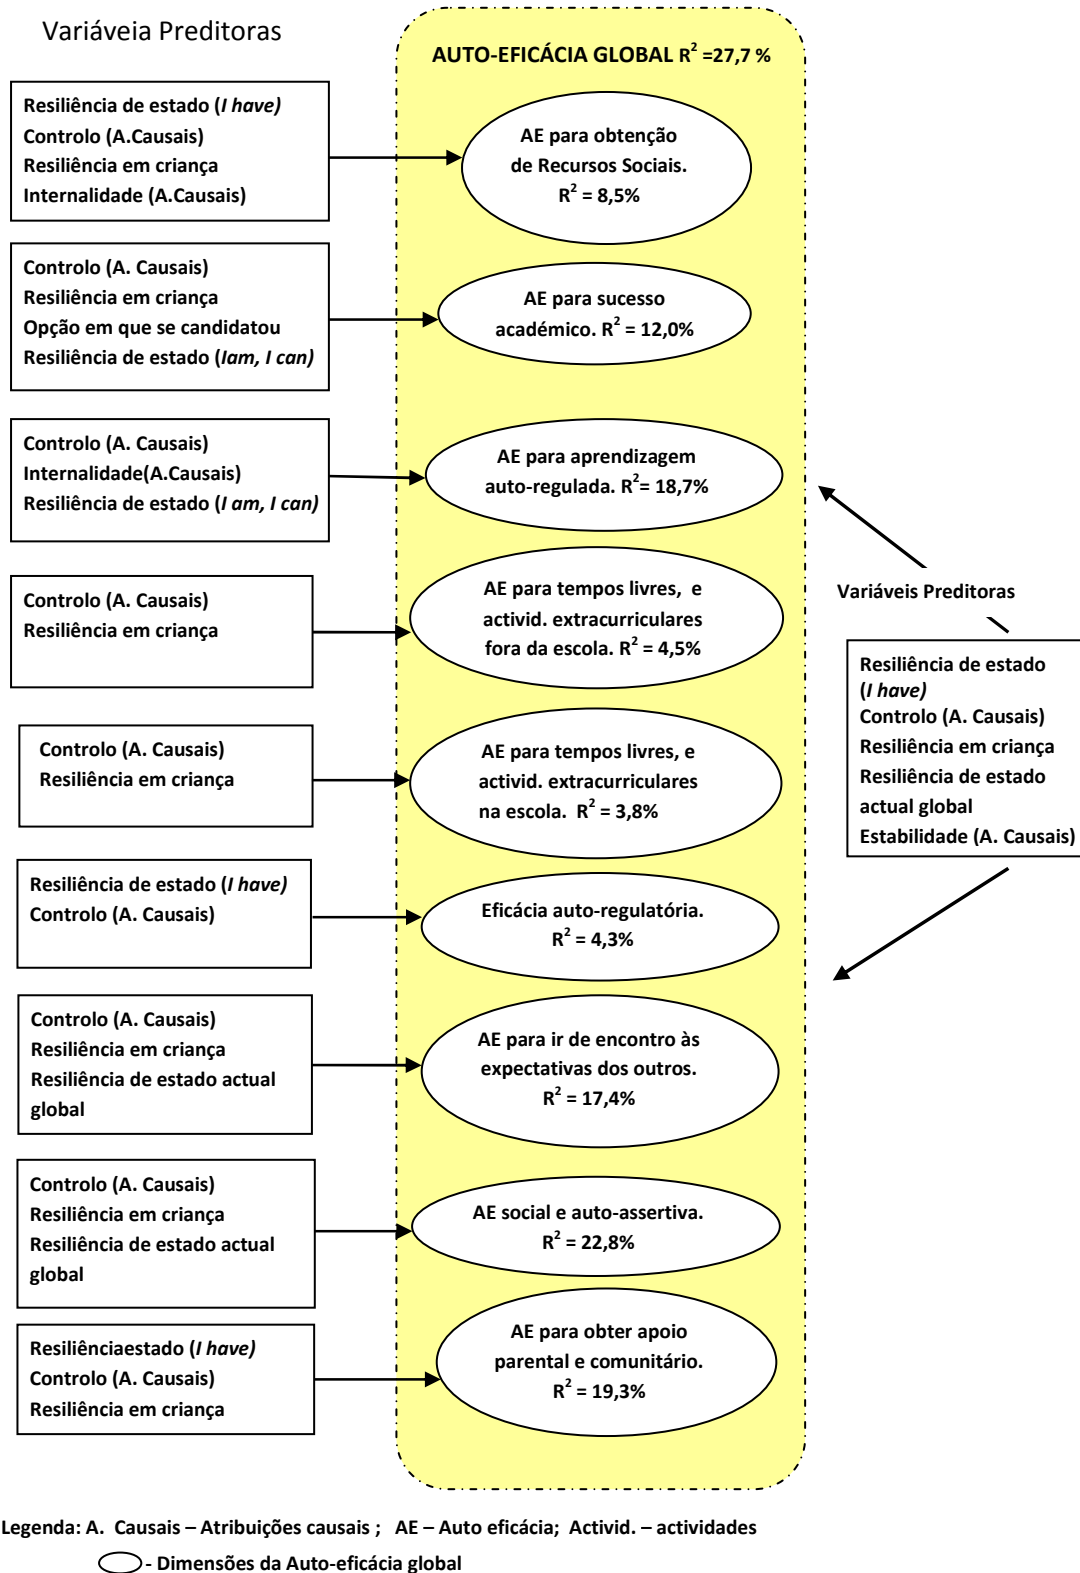 Variáveia Preditoras
AUTO-EFICÁCIA GLOBAL R² =27,7 %
Resiliência de estado (I have)
Controlo (A.Causais)
Resiliência em criança
Internalidade (A.Causais)
AE para obtenção
de Recursos Sociais.
R² = 8,5%
Controlo (A. Causais)
Resiliência em criança
Opção em que se candidatou
Resiliência de estado (Iam, I can)
AE para sucesso
académico. R² = 12,0%
Controlo (A. Causais)
Internalidade(A.Causais)
Resiliência de estado (I am, I can)
AE para aprendizagem
auto-regulada. R²= 18,7%
Controlo (A. Causais)
Resiliência em criança
AE para tempos livres, e
activid. extracurriculares
fora da escola. R² = 4,5%
Controlo (A. Causais)
Resiliência em criança
AE para tempos livres, e
activid. extracurriculares
na escola. R² = 3,8%
Resiliência de estado (I have)
Controlo (A. Causais)
Eficácia auto-regulatória.
R² = 4,3%
Controlo (A. Causais)
Resiliência em criança
Resiliência de estado actual
global
AE para ir de encontro às
expectativas dos outros.
R² = 17,4%
Controlo (A. Causais)
Resiliência em criança
Resiliência de estado actual
global
AE social e auto-assertiva.
R² = 22,8%
Resiliênciaestado (I have)
Controlo (A. Causais)
Resiliência em criança
AE para obter apoio
parental e comunitário.
R² = 19,3%
Variáveis Preditoras
Resiliência de estado
(I have)
Controlo (A. Causais)
Resiliência em criança
Resiliência de estado
actual global
Estabilidade (A. Causais)
Legenda: A. Causais – Atribuições causais ; AE – Auto eficácia; Activid. – actividades
- Dimensões da Auto-eficácia global